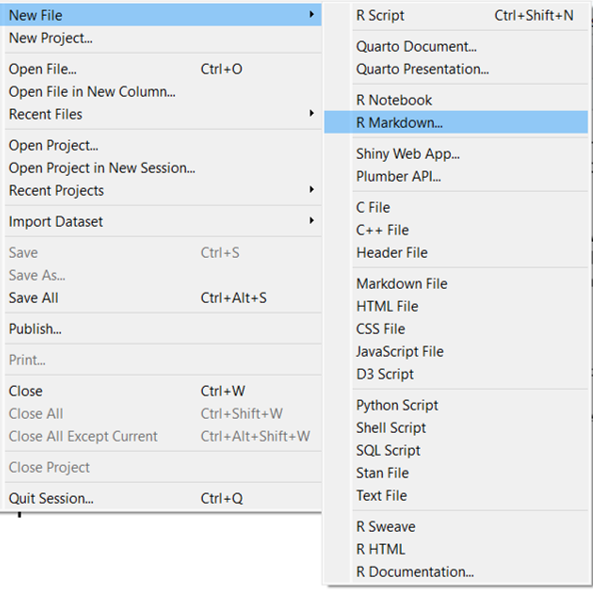 New File
New Project...
Open File... Ctrl+O
Open File in New Column...
Recent Files
Open Project...
Open Project in New Session...
Recent Projects
Import Dataset
Save Ctrl+S
Save As...
Save All Ctrl+Alt+S
Publish...
Print...
Close Ctrl+W
Close All Ctrl+Shift+W
Close All Except Current Ctrl+Alt+Shift+W
Close Project
Quit Session... Ctrl+Q
R Script Ctrl+Shift+N
Quarto Document...
Quarto Presentation...
R Notebook
R Markdown...
Shiny Web App...
Plumber API...
C File
C++ File
Header File
Markdown File
HTML File
CSS File
JavaScript File
D3 Script
Python Script
Shell Script
SQL Script
Stan File
Text File
R Sweave
R HTML
R Documentation...